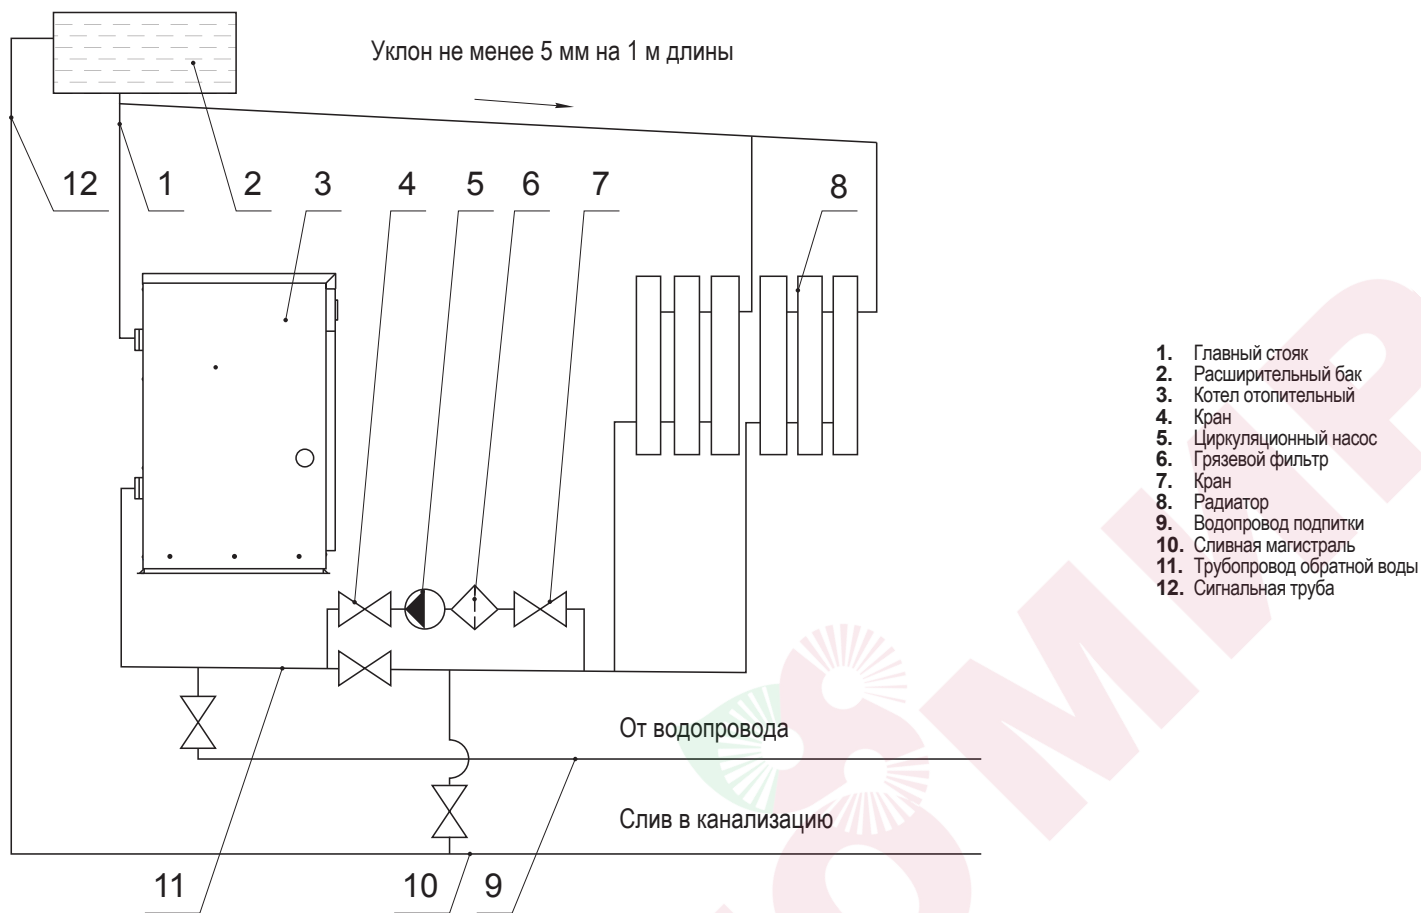 Уклон не менее 5 мм на 1 м длины
12 1 2 3 4 5 6 7 8
1. Главный стояк
2. Расширительный бак
3. Котел отопительный
4. Кран
5. Циркуляционный насос
6. Грязевой фильтр
7. Кран
8. Радиатор
9. Водопровод подпитки
10. Сливная магистраль
11. Трубопровод обратной воды
12. Сигнальная труба
От водопровода
Слив в канализацию
11 10 9
ОМИР